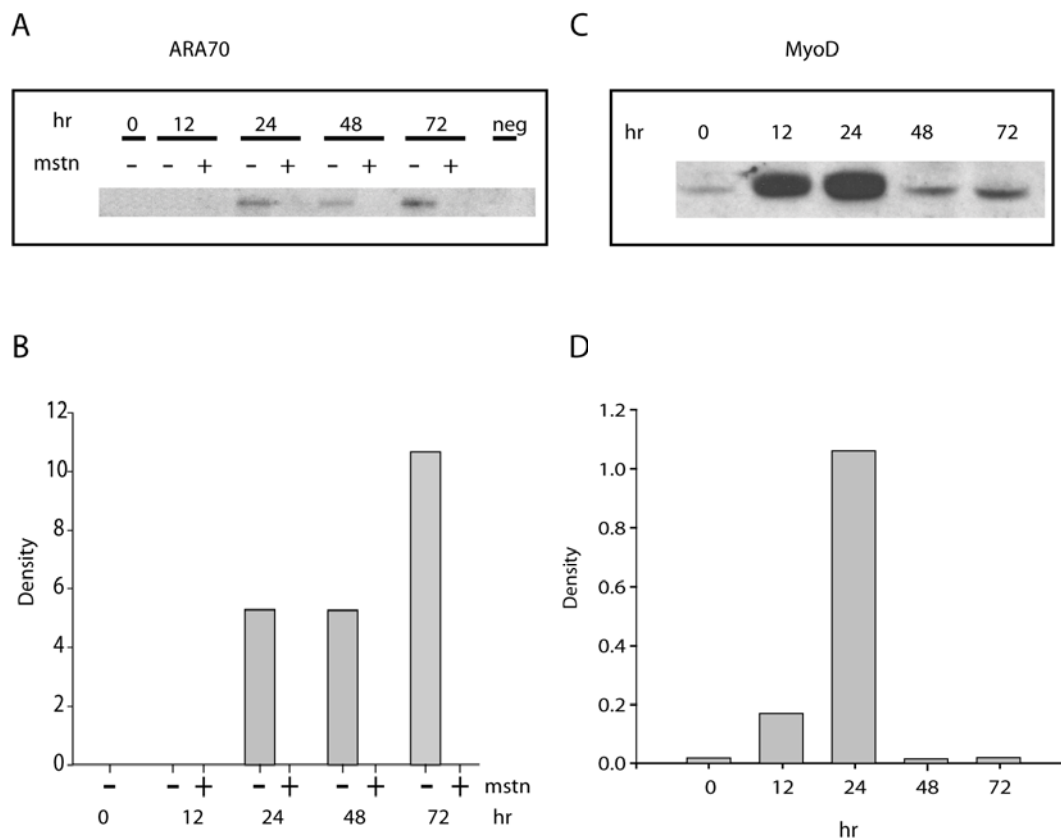 A
ARA70
hr 0 12 24 48 72 neg
mstn - - + - + - + - +
C
MyoD
hr 0 12 24 48 72
B
Density
12
10
8
6
4
2
0
- - + - + - + - + mstn
0 12 24 48 72 hr
D
Density
1.2
1.0
0.8
0.6
0.4
0.2
0.0
0 12 24 48 72
hr